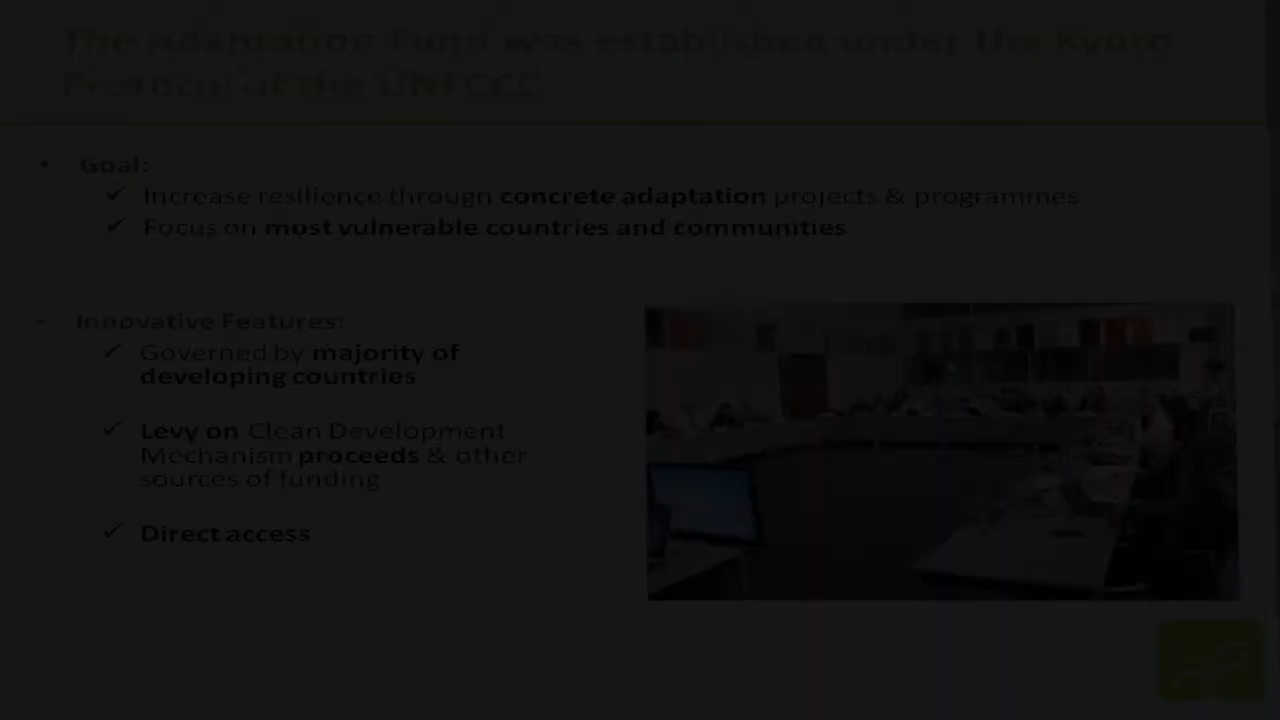 The Adaptation Fund was established under the Kyoto
Protocol of the UNFCCC
• Goal:
✓ Increase resilience through concrete adaptation projects & programmes
✓ Focus on most vulnerable countries and communities
• Innovative Features:
✓ Governed by majority of
developing countries
✓ Levy on Clean Development
Mechanism proceeds & other
sources of funding
✓ Direct access